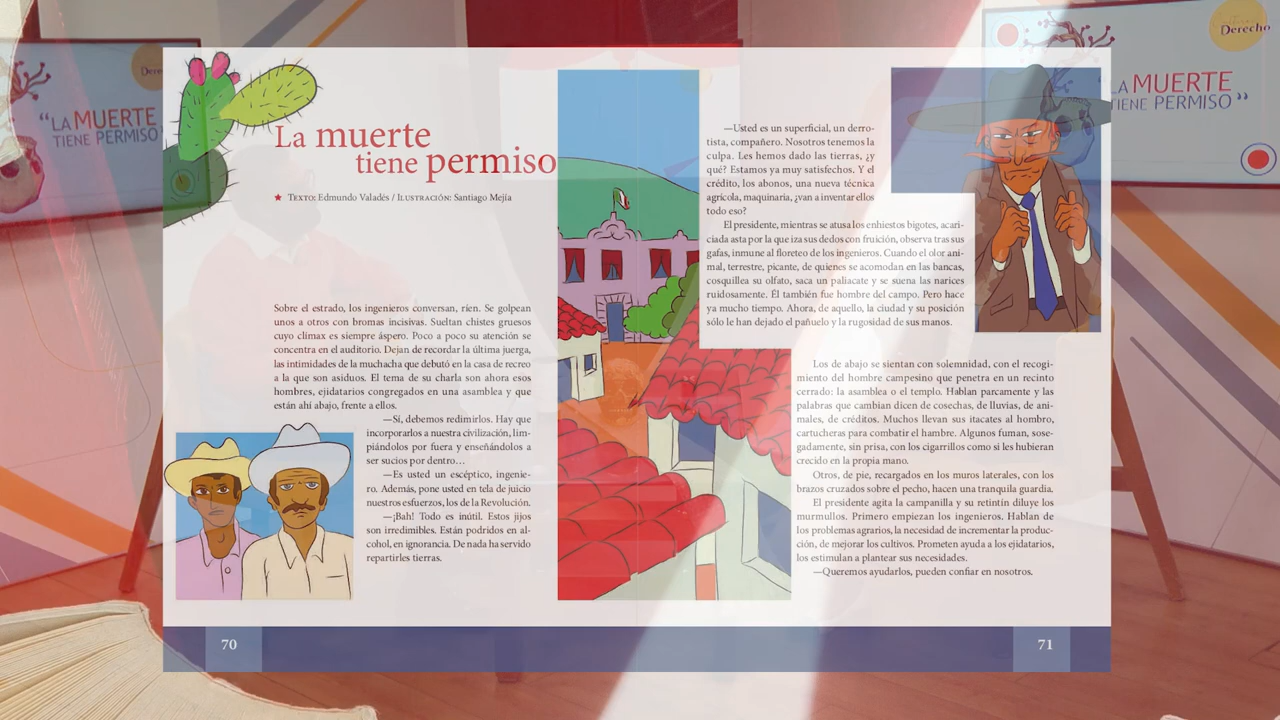 “LA MUERTE
TIENE PERMISO
Derecho
LA MUERTE
TIENE PERMISO”
La muerte
tiene permiso
★ Texto: Edmundo Valadés / Ilustración: Santiago Mejía
Sobre el estrado, los ingenieros conversan, ríen. Se golpean
unos a otros con bromas incisivas. Sueltan chistes gruesos
cuyo clímax es siempre áspero. Poco a poco su atención se
concentra en el auditorio. Dejan de recordar la última juerga,
las intimidades de la muchacha que debutó en la casa de recreo
a la que son asiduos. El tema de su charla son ahora esos
hombres, ejidatarios congregados en una asamblea y que
están ahí abajo, frente a ellos.
—Sí, debemos redimirlos. Hay que
incorporarlos a nuestra civilización, lim-
piándolos por fuera y enseñándolos a
ser sucios por dentro…
—Es usted un escéptico, ingenie-
ro. Además, pone usted en tela de juicio
nuestros esfuerzos, los de la Revolución.
—¡Bah! Todo es inútil. Estos jijos
son irredimibles. Están podridos en al-
cohol, en ignorancia. De nada ha servido
repartirles tierras.
70
—Usted es un superficial, un derro-
tista, compañero. Nosotros tenemos la
culpa. Les hemos dado las tierras, ¿y
qué? Estamos ya muy satisfechos. Y el
crédito, los abonos, una nueva técnica
agrícola, maquinaria, ¿van a inventar ellos
todo eso?
El presidente, mientras se atusa los enhiestos bigotes, acari-
ciada asta por la que iza sus dedos con fruición, observa tras sus
gafas, inmune al floreteo de los ingenieros. Cuando el olor ani-
mal, terrestre, picante, de quienes se acomodan en las bancas,
cosquillea su olfato, saca un paliacate y se suena las narices
ruidosamente. Él también fue hombre del campo. Pero hace
ya mucho tiempo. Ahora, de aquello, la ciudad y su posición
sólo le han dejado el pañuelo y la rugosidad de sus manos.
Los de abajo se sientan con solemnidad, con el recogi-
miento del hombre campesino que penetra en un recinto
cerrado: la asamblea o el templo. Hablan parcamente y las
palabras que cambian dicen de cosechas, de lluvias, de ani-
males, de créditos. Muchos llevan sus itacates al hombro,
cartucheras para combatir el hambre. Algunos fuman, sose-
gadamente, sin prisa, con los cigarrillos como si les hubieran
crecido en la propia mano.
Otros, de pie, recargados en los muros laterales, con los
brazos cruzados sobre el pecho, hacen una tranquila guardia.
El presidente agita la campanilla y su retintín diluye los
murmullos. Primero empiezan los ingenieros. Hablan de
los problemas agrarios, la necesidad de incrementar la produc-
ción, de mejorar los cultivos. Prometen ayuda a los ejidatarios,
los estimulan a plantear sus necesidades.
—Queremos ayudarlos, pueden confiar en nosotros.
71